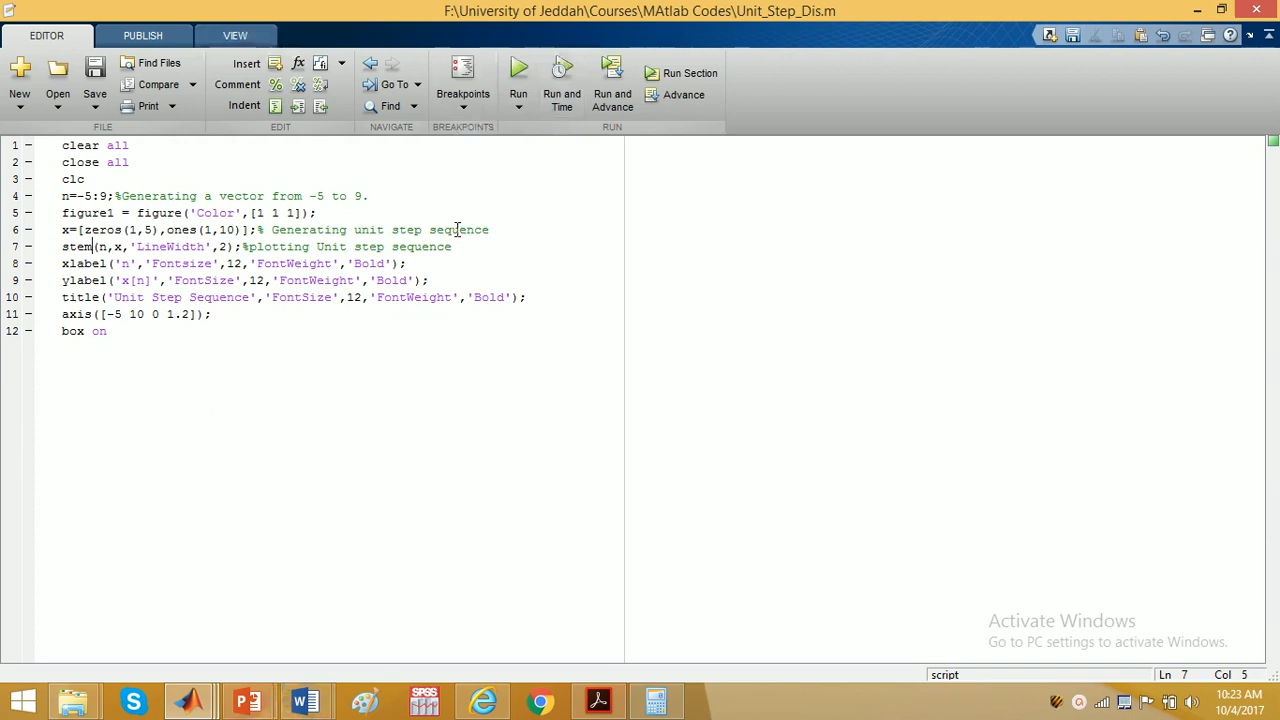 F:\University of Jeddah\Courses\MAtlab Codes\Unit_Step_Dis.m
EDITOR PUBLISH VIEW
New Open Save Find Files Compare Print
Insert Comment Indent
Go To Find
Breakpoints
Run Run and Time Run and Advance Run Section Advance
FILE EDIT NAVIGATE BREAKPOINTS RUN
1 clear all
2 close all
3 clc
4 n=-5:9;%Generating a vector from -5 to 9.
5 figure1 = figure('Color',[1 1 1]);
6 x=[zeros(1,5),ones(1,10)];% Generating unit step sequence
7 stem(n,x,'LineWidth',2);%plotting Unit step sequence
8 xlabel('n','Fontsize',12,'FontWeight','Bold');
9 ylabel('x[n]','FontSize',12,'FontWeight','Bold');
10 title('Unit Step Sequence','FontSize',12,'FontWeight','Bold');
11 axis([-5 10 0 1.2]);
12 box on
Activate Windows
Go to PC settings to activate Windows.
script Ln 7 Col 5
SPSS
10:23 AM
10/4/2017